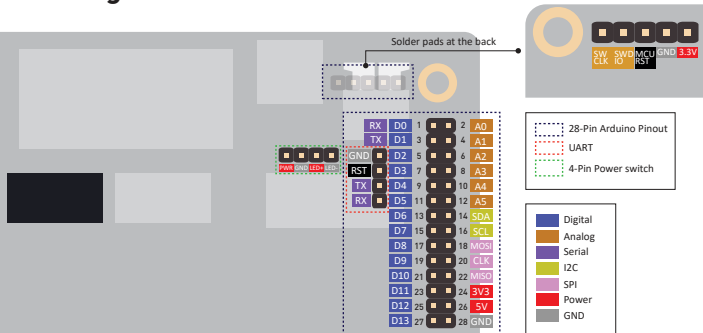 Solder pads at the back
SW CLK
SWD IO
MCU RST
GND
3.3V
28-Pin Arduino Pinout
UART
4-Pin Power switch
PWR GND LED+ LED-
GND
RST
TX
RX
RX D0 1 2 A0
TX D1 3 4 A1
D2 5 6 A2
D3 7 8 A3
D4 9 10 A4
D5 11 12 A5
D6 13 14 SDA
D7 15 16 SCL
D8 17 18 MOSI
D9 19 20 CLK
D10 21 22 MISO
D11 23 24 3V3
D12 25 26 5V
D13 27 28 GND
Digital
Analog
Serial
I2C
SPI
Power
GND